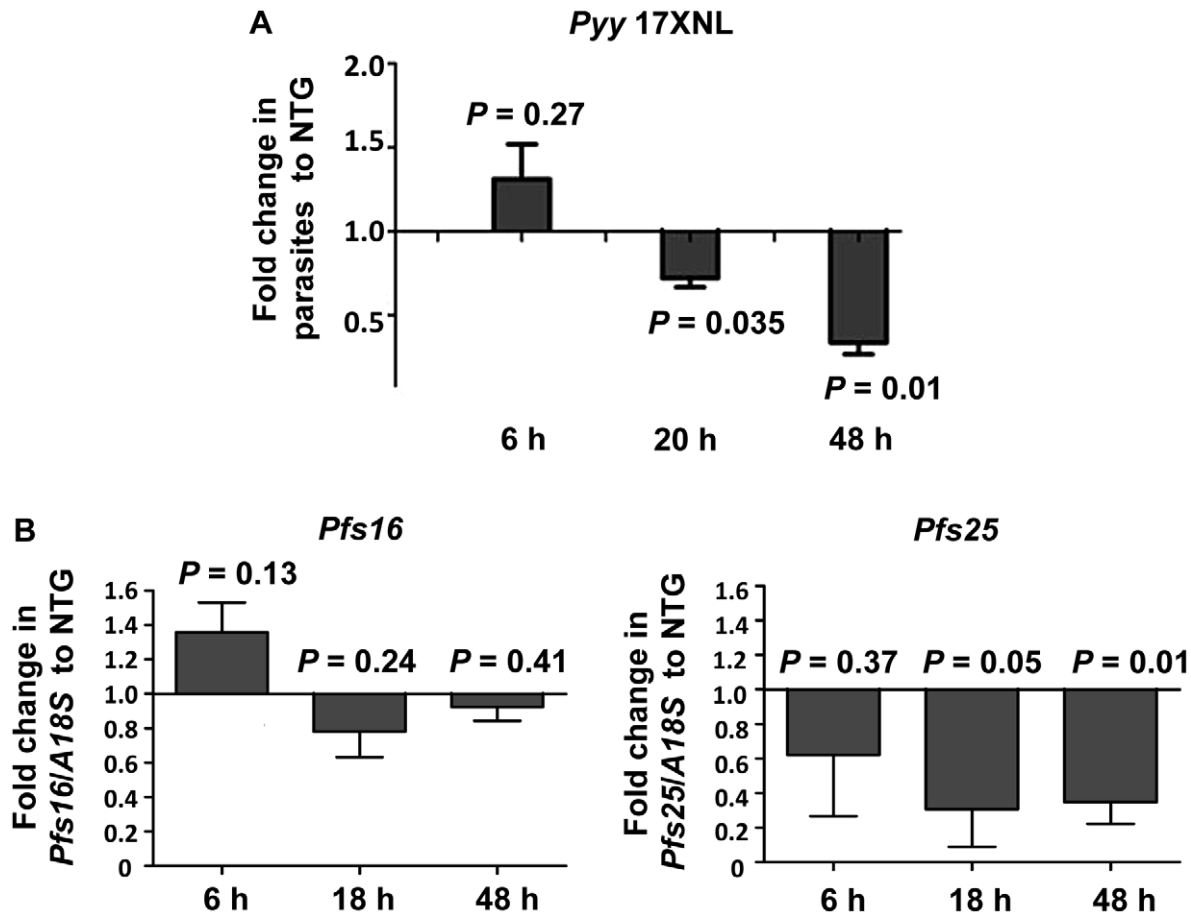 A
Pyy 17XNL
Fold change in
parasites to NTG
2.0
1.5
1.0
0.5
P = 0.27
P = 0.035
P = 0.01
6 h
20 h
48 h
B
Pfs16
Fold change in
Pfs16/A18S to NTG
1.6
1.4
1.2
1.0
0.8
0.6
0.4
0.2
0
P = 0.13
P = 0.24
P = 0.41
6 h
18 h
48 h
Pfs25
Fold change in
Pfs25/A18S to NTG
1.6
1.4
1.2
1.0
0.8
0.6
0.4
0.2
0
P = 0.37
P = 0.05
P = 0.01
6 h
18 h
48 h